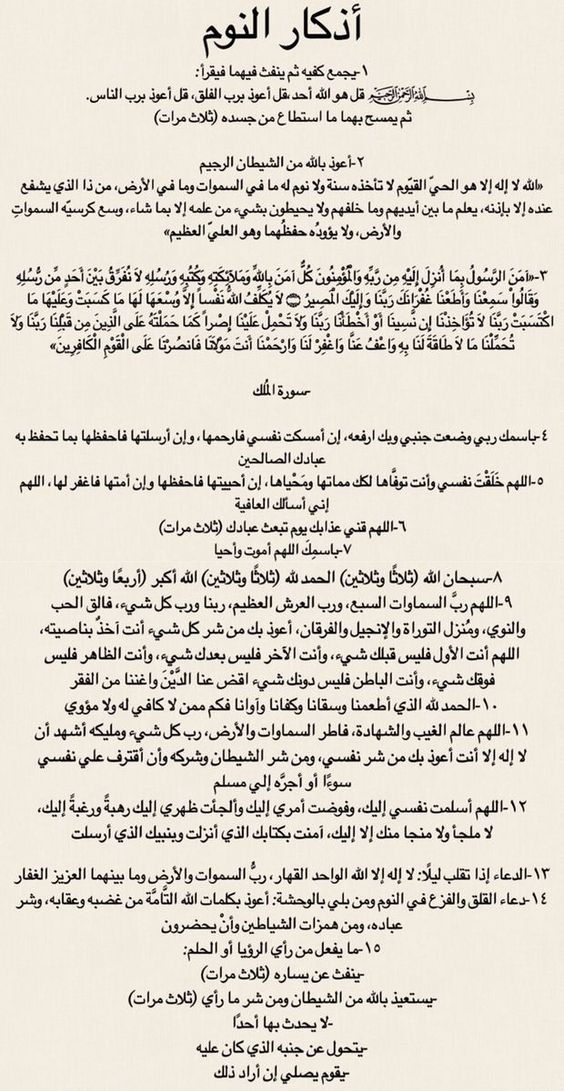 أذكار النوم
١-يجمع كفيه ثم ينفث فيهما فيقرأ:
بسم الله الرحمن الرحيم قل هو الله أحد،قل أعوذ برب الفلق، قل أعوذ برب الناس.
ثم يمسح بهما ما استطاع من جسده (ثلاث مرات)
٢-أعوذ بالله من الشيطان الرجيم
«الله لا إله إلا هو الحيّ القيّوم لا تأخذه سنة ولا نوم له ما في السموات وما في الأرض، من ذا الذي يشفع
عنده إلا بإذنه، يعلم ما بين أيديهم وما خلفهم ولا يحيطون بشيء من علمه إلا بما شاء، وسع كرسيّه السمواتِ
والأرض، ولا يؤودُه حفظُهما وهو العليّ العظيم»
٣-«آمَنَ الرَّسُولُ بِمَا أُنزِلَ إِلَيْهِ مِن رَّبِّهِ وَالْمُؤْمِنُونَ كُلٌّ آمَنَ بِاللَّهِ وَمَلَائِكَتِهِ وَكُتُبِهِ وَرُسُلِهِ لَا نُفَرِّقُ بَيْنَ أَحَدٍ مِّن رُّسُلِهِ
وَقَالُوا سَمِعْنَا وَأَطَعْنَا غُفْرَانَكَ رَبَّنَا وَإِلَيْكَ الْمَصِيرُ لَا يُكَلِّفُ اللَّهُ نَفْساً إِلَّا وُسْعَهَا لَهَا مَا كَسَبَتْ وَعَلَيْهَا مَا
اكْتَسَبَتْ رَبَّنَا لَا تُؤَاخِذْنَا إِن نَّسِينَا أَوْ أَخْطَأْنَا رَبَّنَا وَلَا تَحْمِلْ عَلَيْنَا إِصْراً كَمَا حَمَلْتَهُ عَلَى الَّذِينَ مِن قَبْلِنَا رَبَّنَا وَلَا
تُحَمِّلْنَا مَا لَا طَاقَةَ لَنَا بِهِ وَاعْفُ عَنَّا وَاغْفِرْ لَنَا وَارْحَمْنَا أَنتَ مَوْلَانَا فَانصُرْنَا عَلَى الْقَوْمِ الْكَافِرِينَ»
-سورة المُلك
٤-باسمك ربي وضعت جنبي وبك ارفعه، إن أمسكت نفسي فارحمها، وإن أرسلتها فاحفظها بما تحفظ به
عبادك الصالحين
٥-اللهم خَلَقْتَ نفسي وأنت توفَّاها لك مماتها ومَحْياها، إن أحييتها فاحفظها وإن أمتها فاغفر لها، اللهم
إني أسألك العافية
٦-اللهم قني عذابك يوم تبعث عبادك (ثلاث مرات)
٧-باسمِكَ اللهم أموت وأحيا
٨-سبحان الله (ثلاثًا وثلاثين) الحمد لله (ثلاثًا وثلاثين) الله أكبر (أربعًا وثلاثين)
٩-اللهم ربَّ السماوات السبع، ورب العرش العظيم، ربنا ورب كل شيء، فالق الحب
والنوي، ومُنزل التوراة والإنجيل والفرقان، أعوذ بك من شر كل شيء أنت آخذٌ بناصيته،
اللهم أنت الأول فليس قبلك شيء، وأنت الآخر فليس بعدك شيء، وأنت الظاهر فليس
فوقك شيء، وأنت الباطن فليس دونك شيء اقض عنا الدَّيْنَ واغننا من الفقر
١٠-الحمد لله الذي أطعمنا وسقانا وكفانا وآوانا فكم ممن لا كافي له ولا مؤوي
١١-اللهم عالم الغيب والشهادة، فاطر السماوات والأرض، رب كل شيء ومليكه أشهد أن
لا إله إلا أنت أعوذ بك من شر نفسي، ومن شر الشيطان وشركه وأن أقترف علي نفسي
سوءًا أو أجرَّه إلي مسلم
١٢-اللهم أسلمت نفسي إليك، وفوضت أمري إليك وألجأت ظهري إليك رهبةً ورغبةً إليك،
لا ملجأ ولا منجا منك إلا إليك، آمنت بكتابك الذي أنزلت وبنبيك الذي أرسلت
١٣-الدعاء إذا تقلب ليلًا: لا إله إلا الله الواحد القهار، ربُّ السموات والأرض وما بينهما العزيز الغفار
١٤-دعاء القلق والفزع في النوم ومن بلي بالوحشة: أعوذ بكلمات الله التَّامَّة من غضبه وعقابه، وشر
عباده، ومن همزات الشياطين وأنْ يحضرون
١٥-ما يفعل من رأي الرؤيا أو الحلم:
-ينفث عن يساره (ثلاث مرات)
-يستعيذ بالله من الشيطان ومن شر ما رأي (ثلاث مرات)
-لا يحدث بها أحدًا
-يتحول عن جنبه الذي كان عليه
-يقوم يصلي إن أراد ذلك